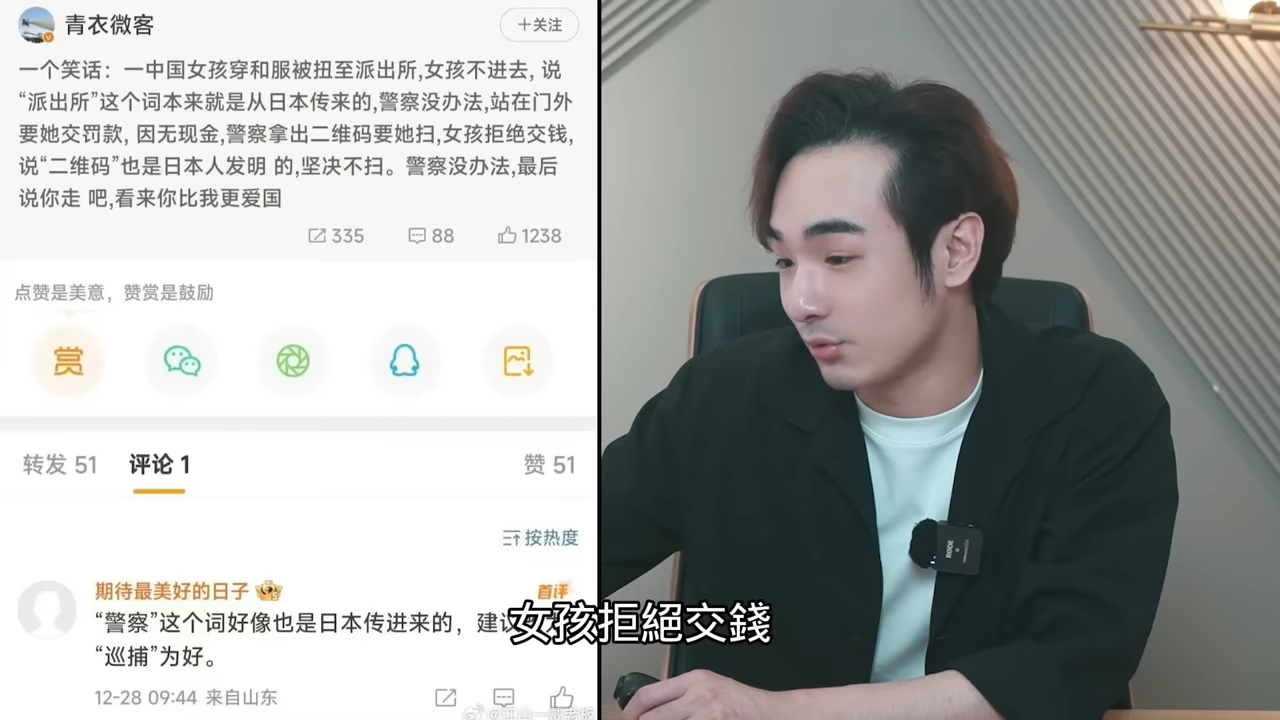 青衣微客
＋关注
一个笑话：一中国女孩穿和服被扭至派出所,女孩不进去, 说
“派出所”这个词本来就是从日本传来的,警察没办法,站在门外
要她交罚款, 因无现金,警察拿出二维码要她扫,女孩拒绝交钱,
说“二维码”也是日本人发明 的,坚决不扫。警察没办法,最后
说你走 吧,看来你比我更爱国
335
88
1238
点赞是美意，赞赏是鼓励
赏
转发 51
评论 1
赞 51
按热度
期待最美好的日子
首评
“警察”这个词好像也是日本传进来的，建
“巡捕”为好。
12-28 09:44 来自山东
女孩拒絕交錢
RODE